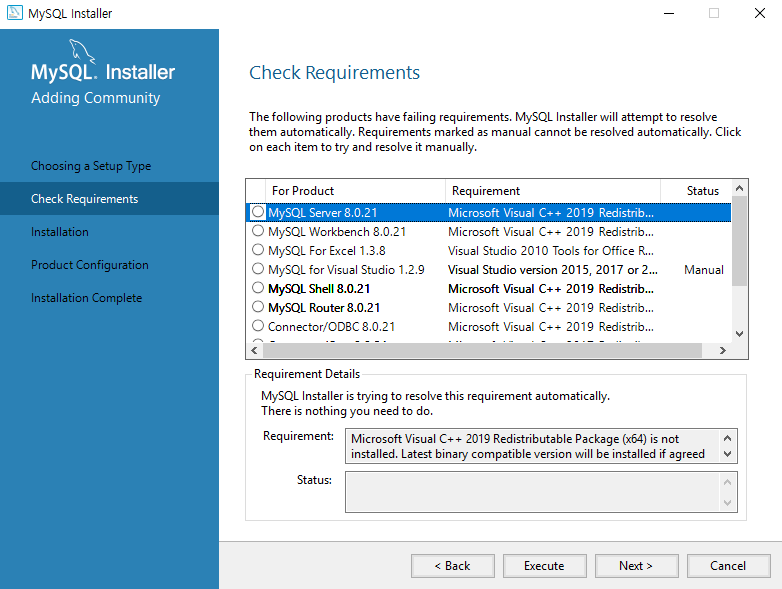 MySQL Installer
MySQL. Installer
Adding Community
Choosing a Setup Type
Check Requirements
Installation
Product Configuration
Installation Complete
Check Requirements
The following products have failing requirements. MySQL Installer will attempt to resolve
them automatically. Requirements marked as manual cannot be resolved automatically. Click
on each item to try and resolve it manually.
For Product Requirement Status
MySQL Server 8.0.21 Microsoft Visual C++ 2019 Redistrib...
MySQL Workbench 8.0.21 Microsoft Visual C++ 2019 Redistrib...
MySQL For Excel 1.3.8 Visual Studio 2010 Tools for Office R...
MySQL for Visual Studio 1.2.9 Visual Studio version 2015, 2017 or 2... Manual
MySQL Shell 8.0.21 Microsoft Visual C++ 2019 Redistrib...
MySQL Router 8.0.21 Microsoft Visual C++ 2019 Redistrib...
Connector/ODBC 8.0.21 Microsoft Visual C++ 2019 Redistrib...
Requirement Details
MySQL Installer is trying to resolve this requirement automatically.
There is nothing you need to do.
Requirement: Microsoft Visual C++ 2019 Redistributable Package (x64) is not
installed. Latest binary compatible version will be installed if agreed
Status:
< Back Execute Next > Cancel